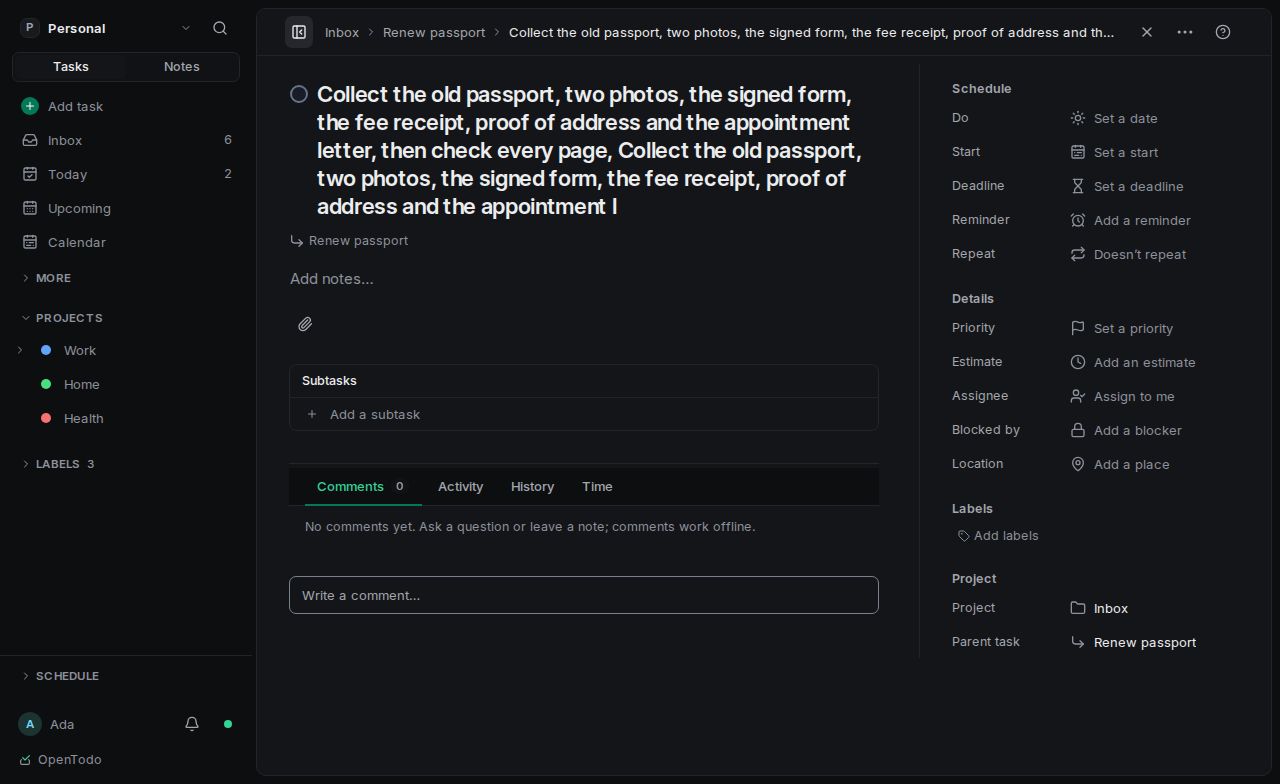 P Personal
Tasks Notes
Add task
Inbox 6
Today 2
Upcoming
Calendar
MORE
PROJECTS
Work
Home
Health
LABELS 3
SCHEDULE
A Ada
OpenTodo
Inbox Renew passport Collect the old passport, two photos, the signed form, the fee receipt, proof of address and th...
Collect the old passport, two photos, the signed form,
the fee receipt, proof of address and the appointment
letter, then check every page, Collect the old passport,
two photos, the signed form, the fee receipt, proof of
address and the appointment l
Renew passport
Add notes...
Subtasks
Add a subtask
Comments 0 Activity History Time
No comments yet. Ask a question or leave a note; comments work offline.
Write a comment...
Schedule
Do Set a date
Start Set a start
Deadline Set a deadline
Reminder Add a reminder
Repeat Doesn't repeat
Details
Priority Set a priority
Estimate Add an estimate
Assignee Assign to me
Blocked by Add a blocker
Location Add a place
Labels
Add labels
Project
Project Inbox
Parent task Renew passport